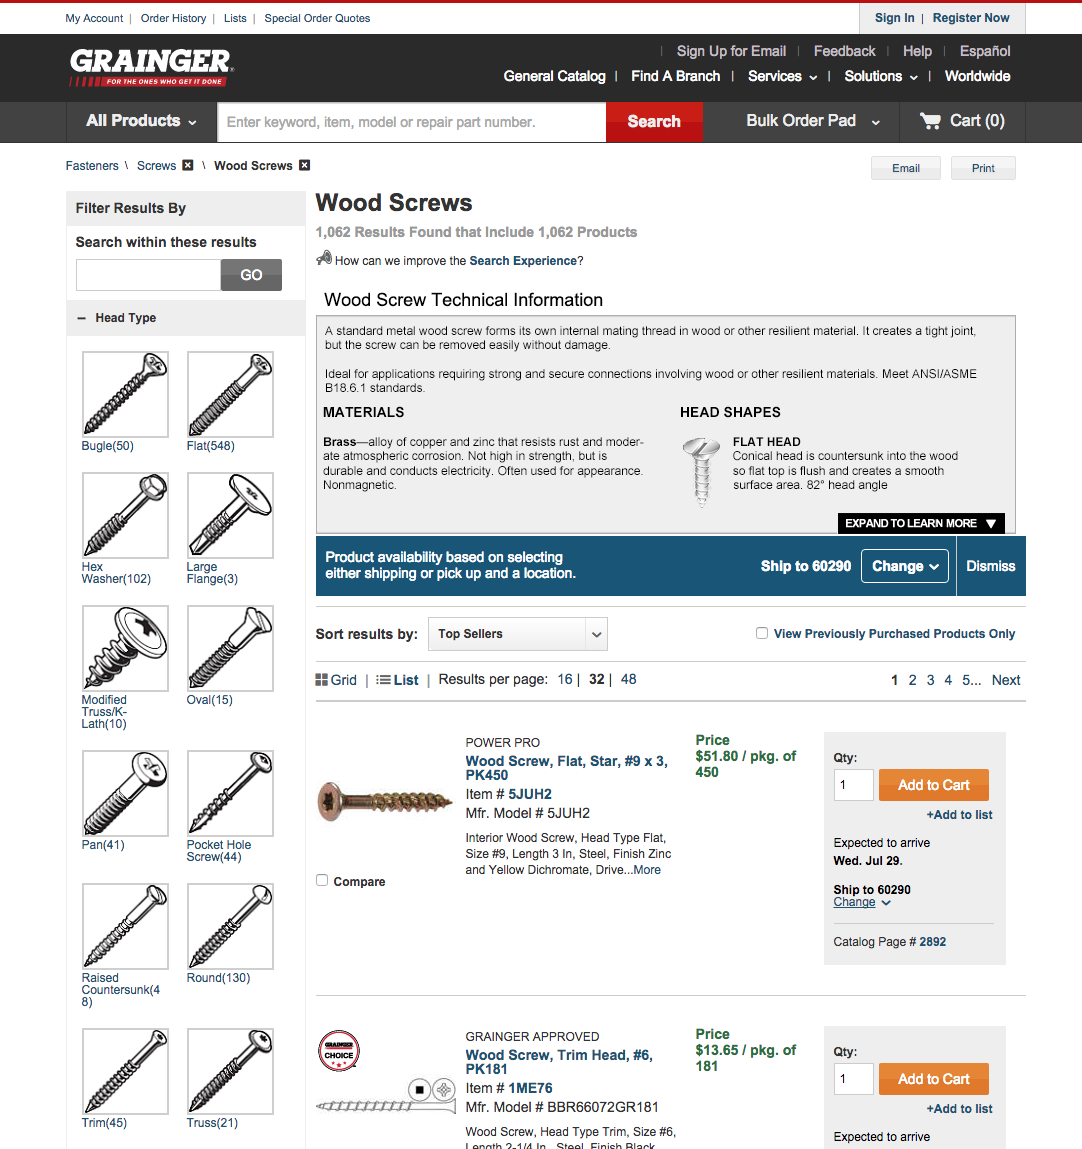 My Account | Order History | Lists | Special Order Quotes
Sign In | Register Now
GRAINGER
FOR THE ONES WHO GET IT DONE
| Sign Up for Email | Feedback | Help | Español
General Catalog | Find A Branch | Services | Solutions | Worldwide
All Products
Enter keyword, item, model or repair part number.
Search
Bulk Order Pad
Cart (0)
Fasteners \ Screws \ Wood Screws
Email
Print
Filter Results By
Search within these results
GO
– Head Type
Bugle(50)
Flat(548)
Hex
Washer(102)
Large
Flange(3)
Modified
Truss/K-
Lath(10)
Oval(15)
Pan(41)
Pocket Hole
Screw(44)
Raised
Countersunk(4
8)
Round(130)
Trim(45)
Truss(21)
Wood Screws
1,062 Results Found that Include 1,062 Products
How can we improve the Search Experience?
Wood Screw Technical Information
A standard metal wood screw forms its own internal mating thread in wood or other resilient material. It creates a tight joint,
but the screw can be removed easily without damage.
Ideal for applications requiring strong and secure connections involving wood or other resilient materials. Meet ANSI/ASME
B18.6.1 standards.
MATERIALS
Brass—alloy of copper and zinc that resists rust and moder-
ate atmospheric corrosion. Not high in strength, but is
durable and conducts electricity. Often used for appearance.
Nonmagnetic.
HEAD SHAPES
FLAT HEAD
Conical head is countersunk into the wood
so flat top is flush and creates a smooth
surface area. 82° head angle
EXPAND TO LEARN MORE ▼
Product availability based on selecting
either shipping or pick up and a location.
Ship to 60290
Change
Dismiss
Sort results by:
Top Sellers
View Previously Purchased Products Only
Grid | List | Results per page: 16 | 32 | 48
1 2 3 4 5... Next
POWER PRO
Wood Screw, Flat, Star, #9 x 3,
PK450
Item # 5JUH2
Mfr. Model # 5JUH2
Interior Wood Screw, Head Type Flat,
Size #9, Length 3 In, Steel, Finish Zinc
and Yellow Dichromate, Drive...More
Compare
Price
$51.80 / pkg. of
450
Qty:
1
Add to Cart
+Add to list
Expected to arrive
Wed. Jul 29.
Ship to 60290
Change
Catalog Page # 2892
GRAINGER
CHOICE
GRAINGER APPROVED
Wood Screw, Trim Head, #6,
PK181
Item # 1ME76
Mfr. Model # BBR66072GR181
Wood Screw, Head Type Trim, Size #6,
Length 2-1/4 In., Steel, Finish Black
Price
$13.65 / pkg. of
181
Qty:
1
Add to Cart
+Add to list
Expected to arrive